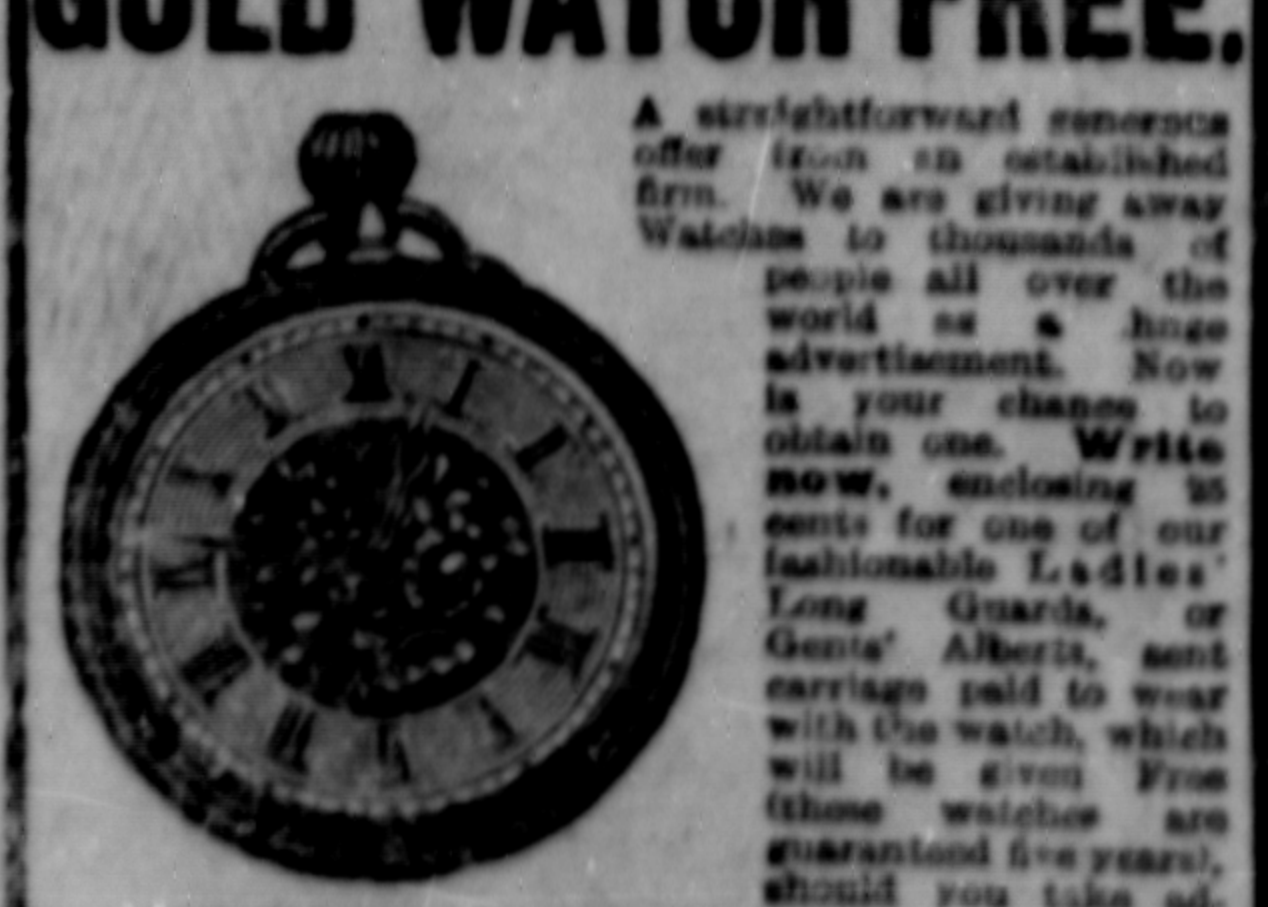 GOLD WATCH FREE.
A straightforward generous
offer from an established
firm. We are giving away
Watches to thousands of
people all over the
world as a huge
advertisement. Now
is your chance to
obtain one. Write
now, enclosing 25
cents for one of our
fashionable Ladies'
Long Guards, or
Gents' Alberts, sent
carriage paid to wear
with the watch, which
will be given Free
(these watches are
guaranteed five years),
should you take ad-